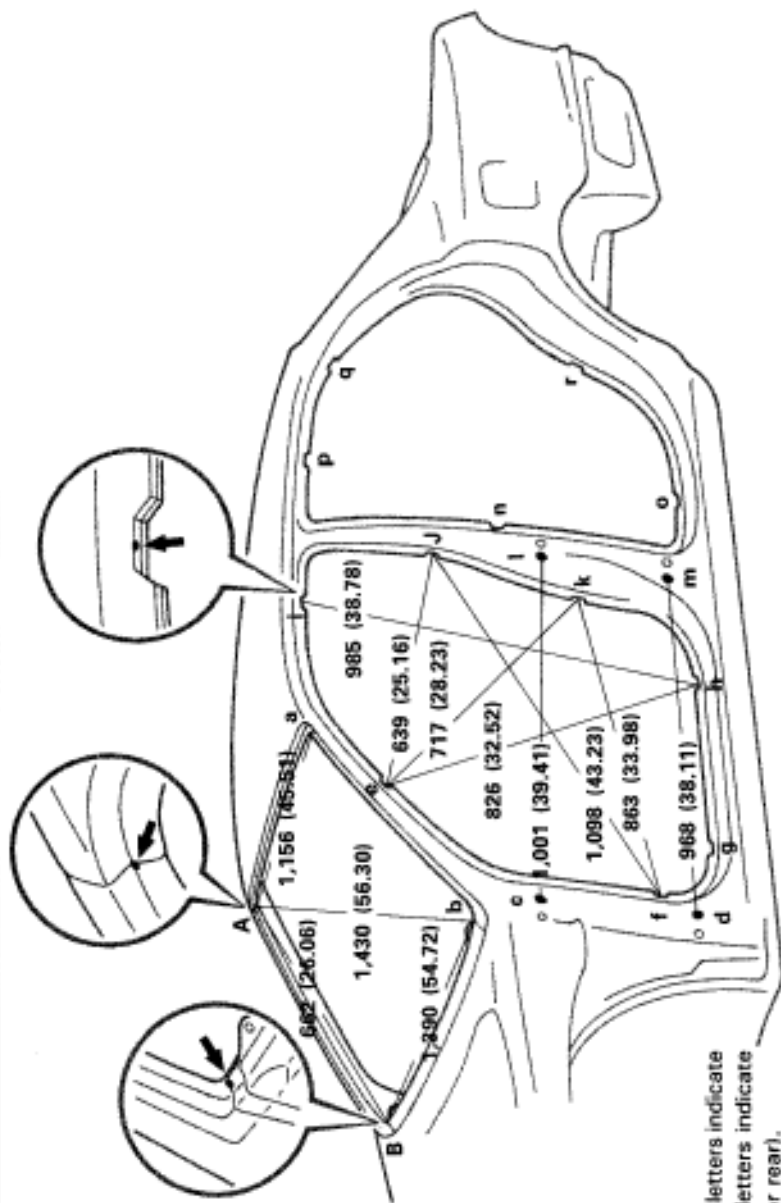 A
B
a
b
c
d
e
f
g
h
i
J
k
l
m
n
o
p
q
r
1,156 (45.51)
662 (26.06)
1,430 (56.30)
1,390 (54.72)
985 (38.78)
639 (25.16)
717 (28.23)
826 (32.52)
1,001 (39.41)
1,098 (43.23)
863 (33.98)
968 (38.11)
letters indicate
etters indicate
r rear).